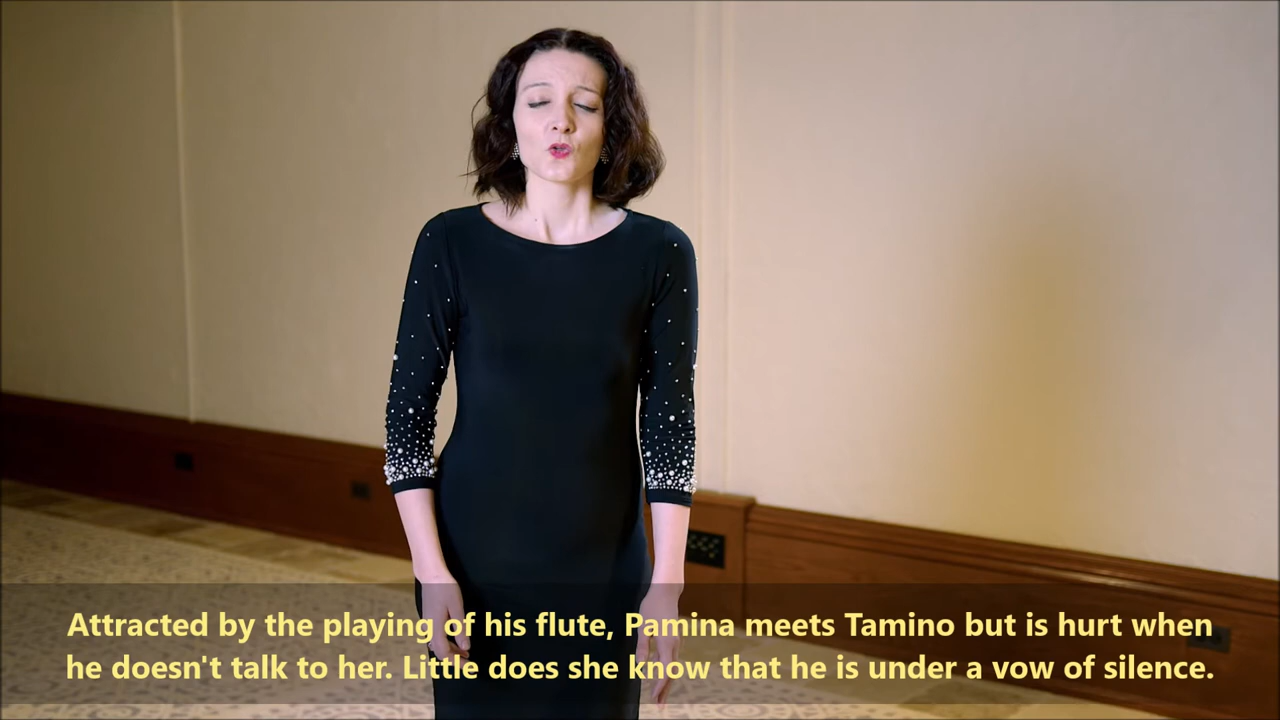 Attracted by the playing of his flute, Pamina meets Tamino but is hurt when
he doesn't talk to her. Little does she know that he is under a vow of silence.